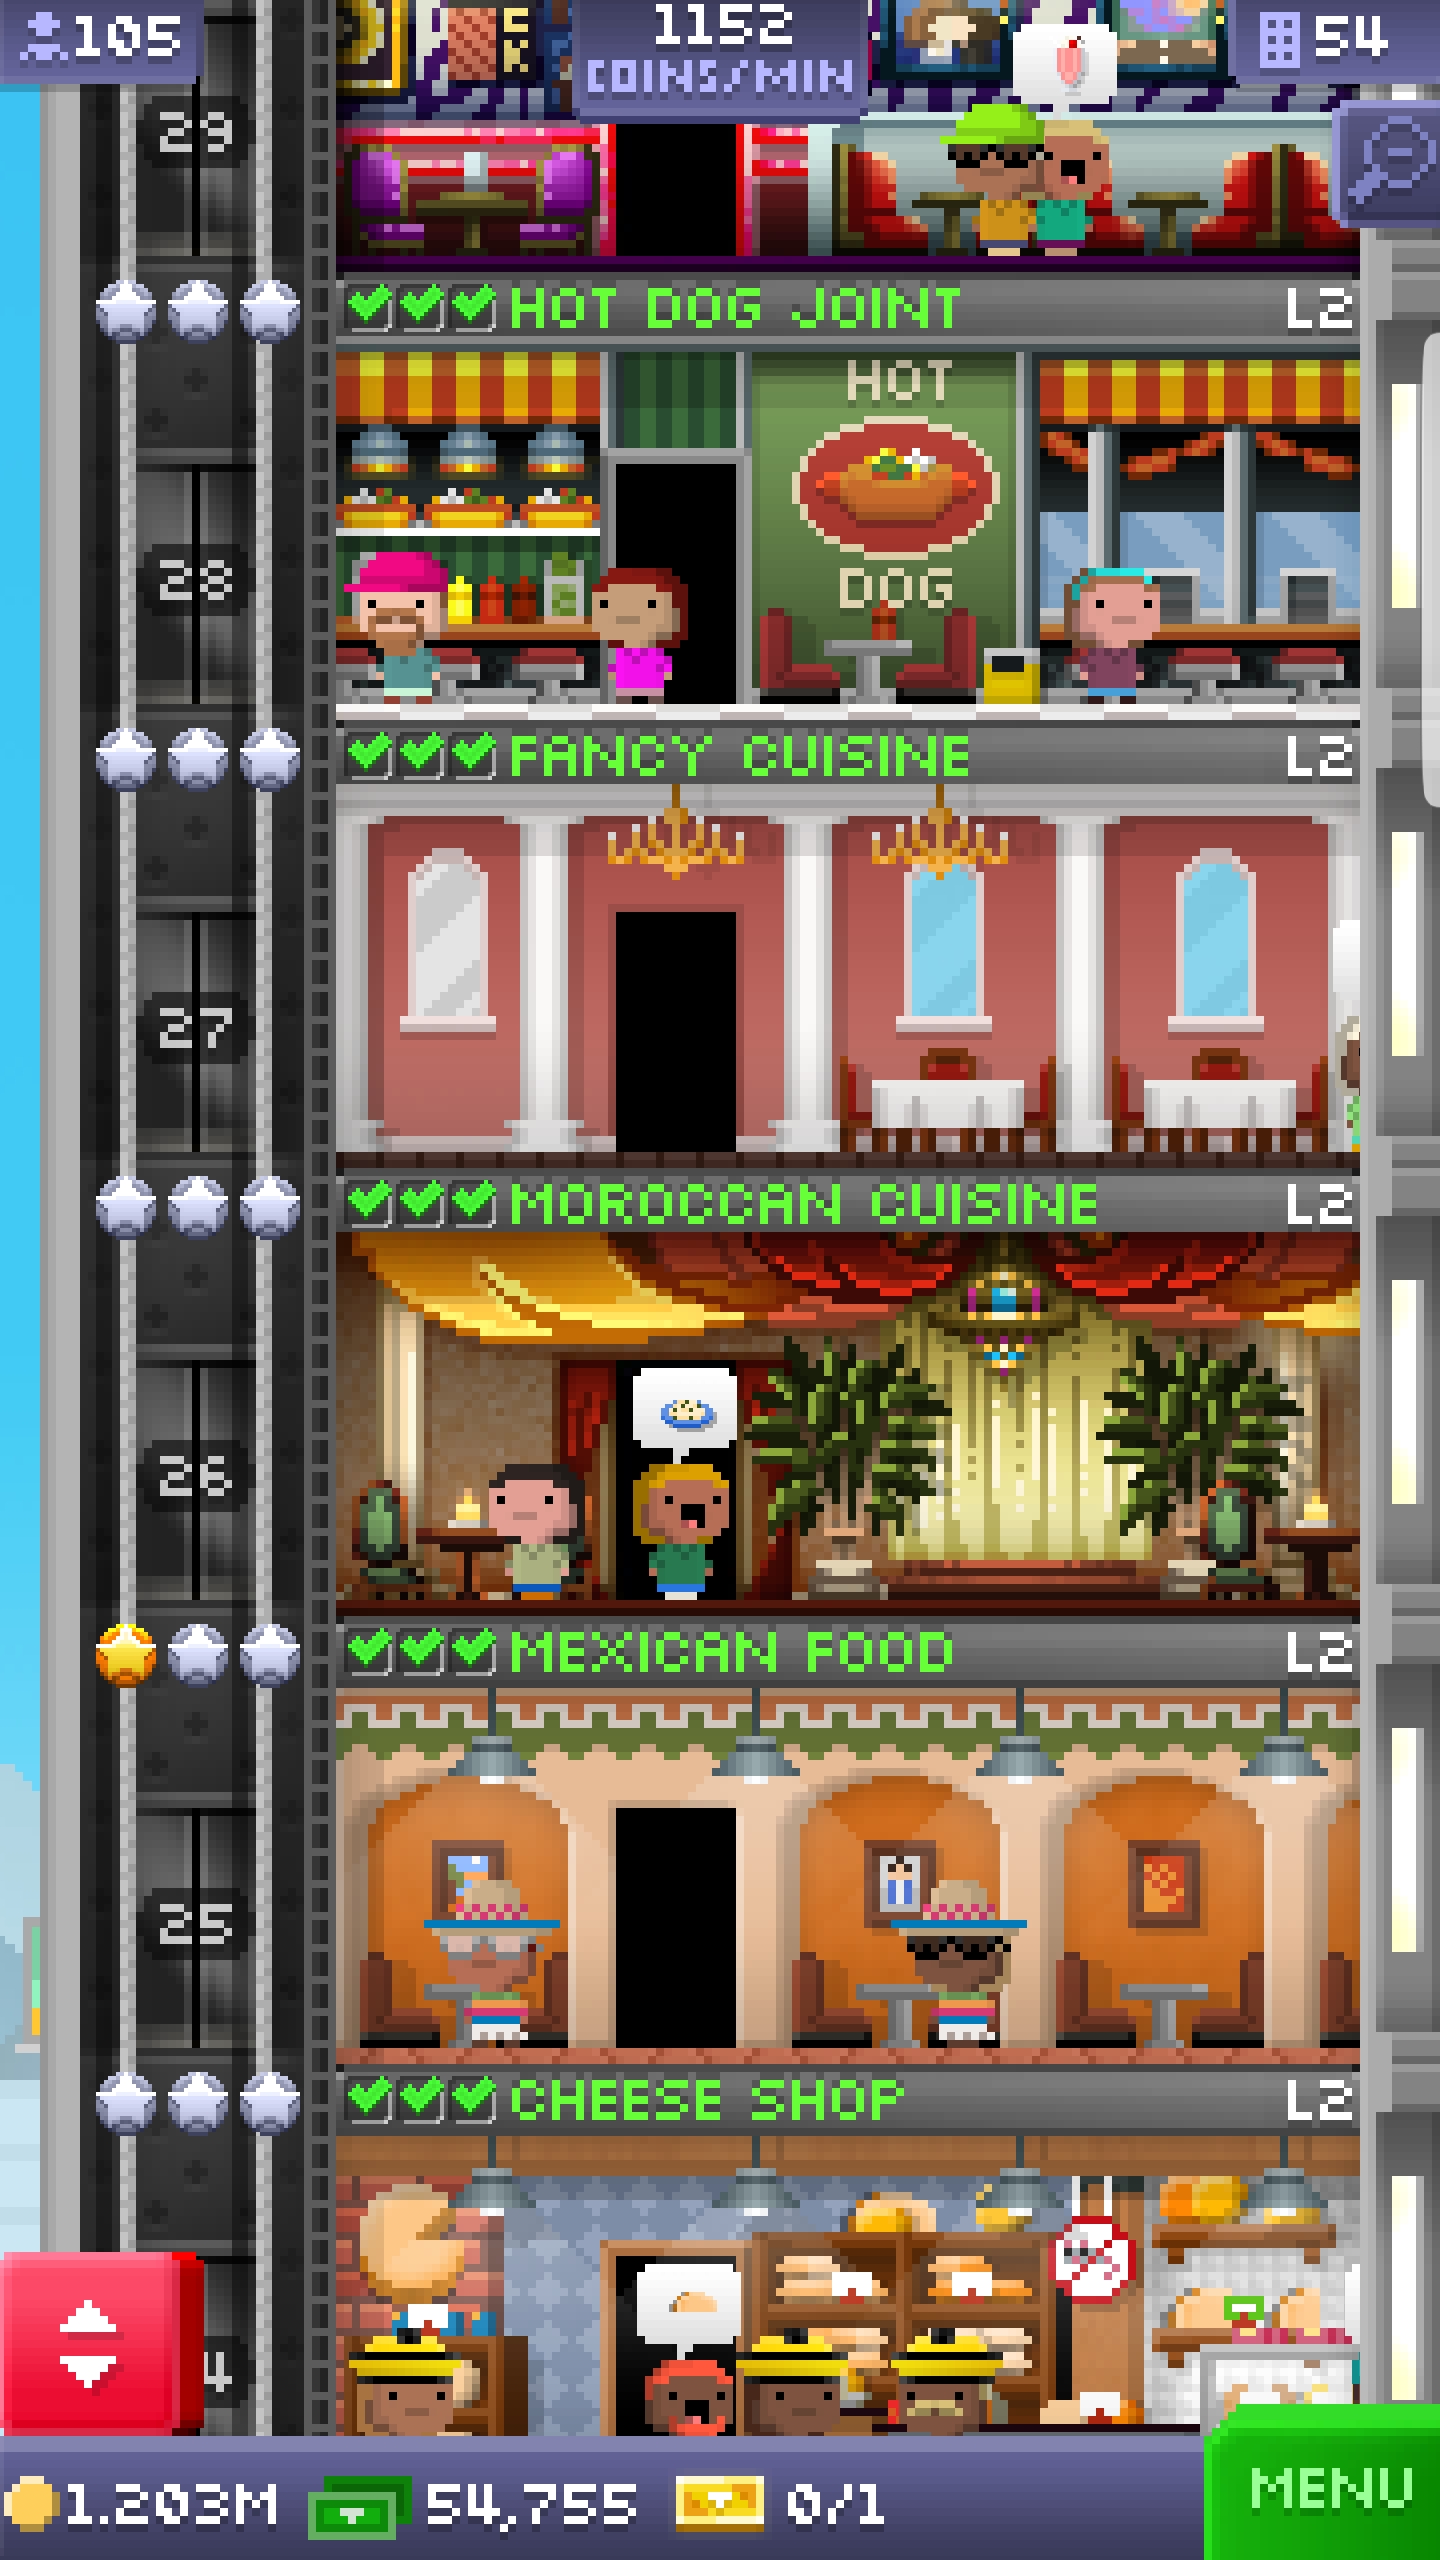 105
1152
COINS/MIN
54
29
HOT DOG JOINT L2
HOT
DOG
28
FANCY CUISINE L2
27
MOROCCAN CUISINE L2
26
MEXICAN FOOD L2
25
CHEESE SHOP L2
4
1.203M 54,755 0/1
MENU